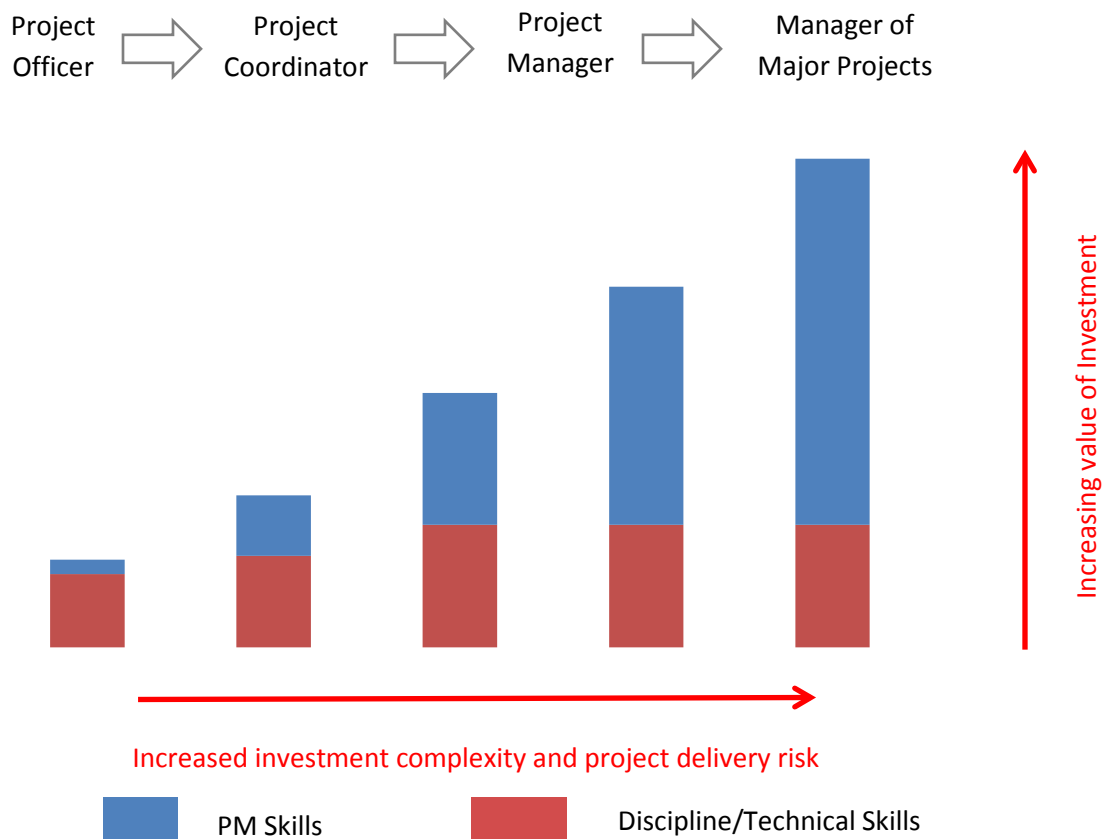 Project
Officer
Project
Coordinator
Project
Manager
Manager of
Major Projects
Increasing value of Investment
Increased investment complexity and project delivery risk
PM Skills
Discipline/Technical Skills